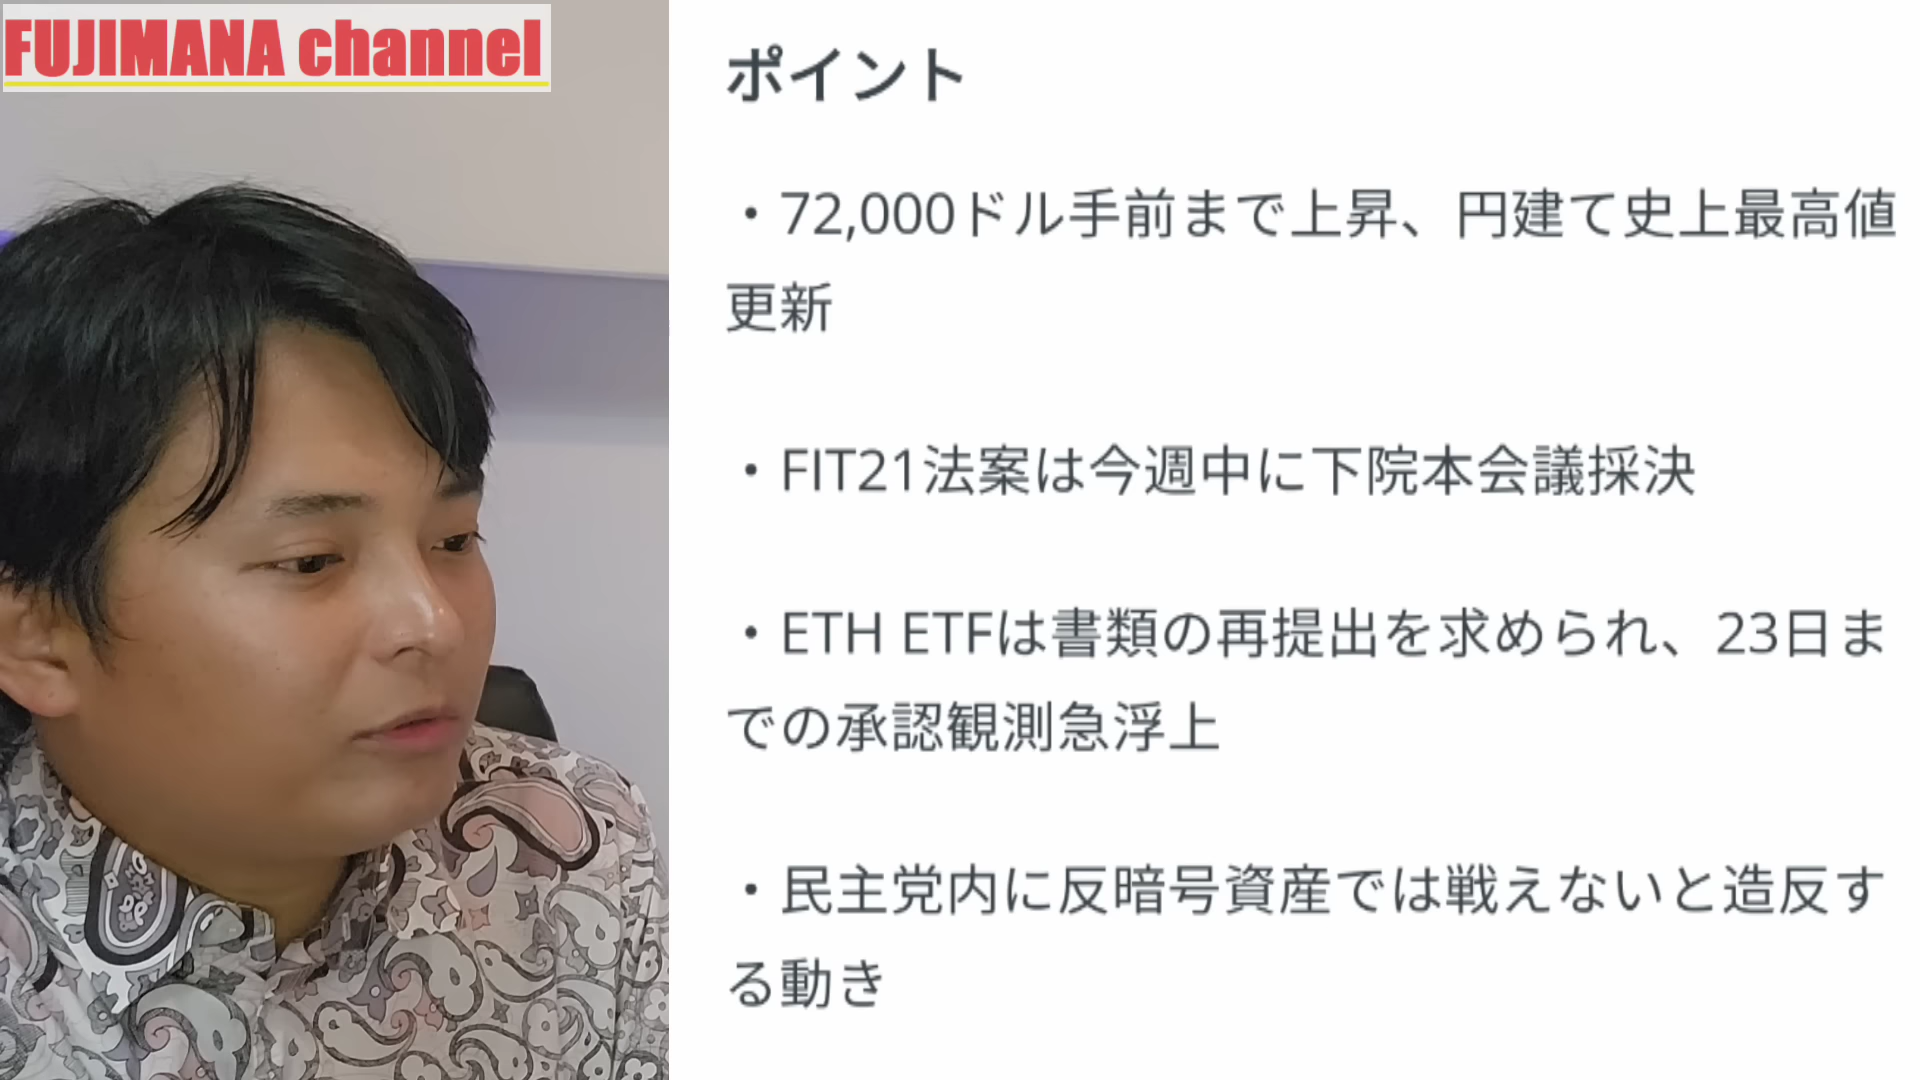 FUJIMANA channel
ポイント
・72,000ドル手前まで上昇、円建て史上最高値
更新
・FIT21法案は今週中に下院本会議採決
・ETH ETFは書類の再提出を求められ、23日ま
での承認観測急浮上
・民主党内に反暗号資産では戦えないと造反す
る動き